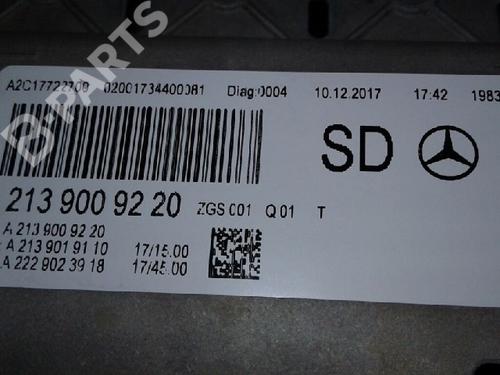 B-PARTS
A2C17722700 02001734400081 Diag:0004 10.12.2017 17:42 1983
SD
213 900 92 20 ZGS 001 Q 01 T
A 213 900 92 20
A 213 901 91 10 17/15.00
A 222 902 39 18 17/45.00